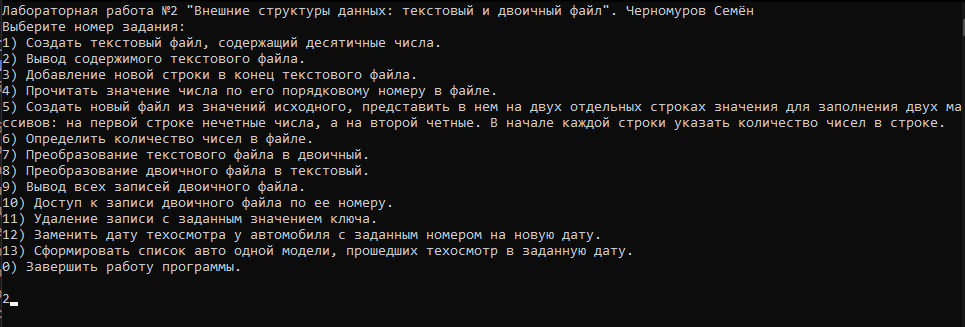 Лабораторная работа №2 "Внешние структуры данных: текстовый и двоичный файл". Черномуров Семён
Выберите номер задания:
1) Создать текстовый файл, содержащий десятичные числа.
2) Вывод содержимого текстового файла.
3) Добавление новой строки в конец текстового файла.
4) Прочитать значение числа по его порядковому номеру в файле.
5) Создать новый файл из значений исходного, представить в нем на двух отдельных строках значения для заполнения двух ма
ссивов: на первой строке нечетные числа, а на второй четные. В начале каждой строки указать количество чисел в строке.
6) Определить количество чисел в файле.
7) Преобразование текстового файла в двоичный.
8) Преобразование двоичного файла в текстовый.
9) Вывод всех записей двоичного файла.
10) Доступ к записи двоичного файла по ее номеру.
11) Удаление записи с заданным значением ключа.
12) Заменить дату техосмотра у автомобиля с заданным номером на новую дату.
13) Сформировать список авто одной модели, прошедших техосмотр в заданную дату.
0) Завершить работу программы.
2